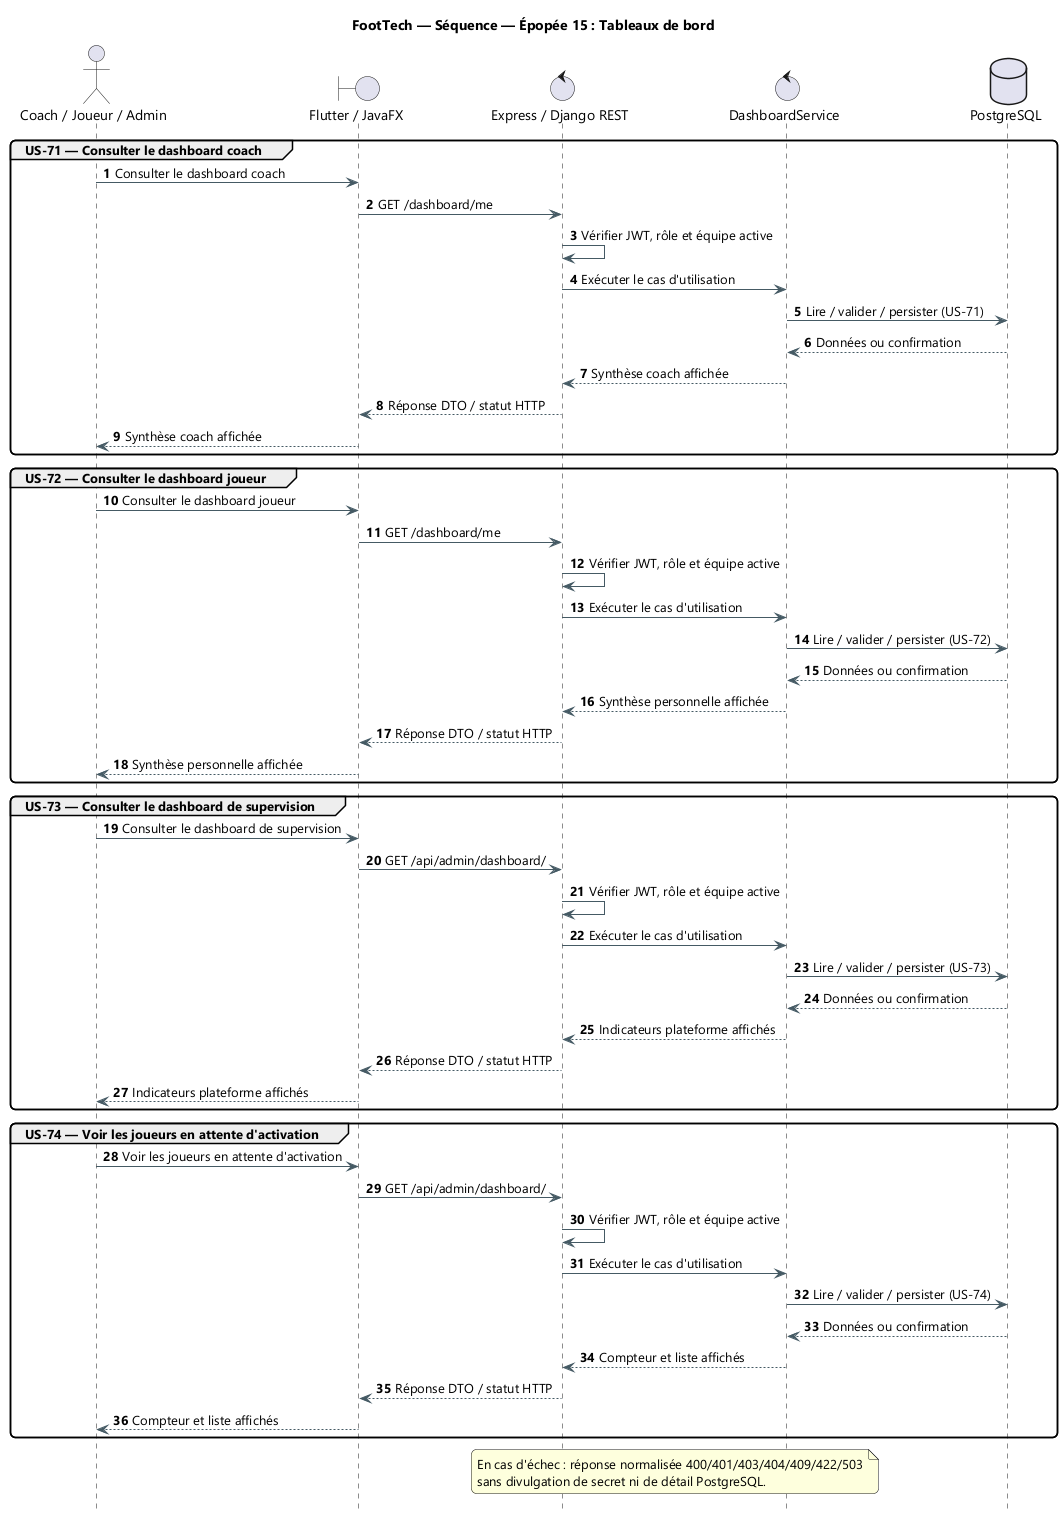 FootTech — Séquence — Épopée 15 : Tableaux de bord
Coach / Joueur / Admin
Flutter / JavaFX
Express / Django REST
DashboardService
PostgreSQL
US-71 — Consulter le dashboard coach
1 Consulter le dashboard coach
2 GET /dashboard/me
3 Vérifier JWT, rôle et équipe active
4 Exécuter le cas d'utilisation
5 Lire / valider / persister (US-71)
6 Données ou confirmation
7 Synthèse coach affichée
8 Réponse DTO / statut HTTP
9 Synthèse coach affichée
US-72 — Consulter le dashboard joueur
10 Consulter le dashboard joueur
11 GET /dashboard/me
12 Vérifier JWT, rôle et équipe active
13 Exécuter le cas d'utilisation
14 Lire / valider / persister (US-72)
15 Données ou confirmation
16 Synthèse personnelle affichée
17 Réponse DTO / statut HTTP
18 Synthèse personnelle affichée
US-73 — Consulter le dashboard de supervision
19 Consulter le dashboard de supervision
20 GET /api/admin/dashboard/
21 Vérifier JWT, rôle et équipe active
22 Exécuter le cas d'utilisation
23 Lire / valider / persister (US-73)
24 Données ou confirmation
25 Indicateurs plateforme affichés
26 Réponse DTO / statut HTTP
27 Indicateurs plateforme affichés
US-74 — Voir les joueurs en attente d'activation
28 Voir les joueurs en attente d'activation
29 GET /api/admin/dashboard/
30 Vérifier JWT, rôle et équipe active
31 Exécuter le cas d'utilisation
32 Lire / valider / persister (US-74)
33 Données ou confirmation
34 Compteur et liste affichés
35 Réponse DTO / statut HTTP
36 Compteur et liste affichés
En cas d'échec : réponse normalisée 400/401/403/404/409/422/503
sans divulgation de secret ni de détail PostgreSQL.